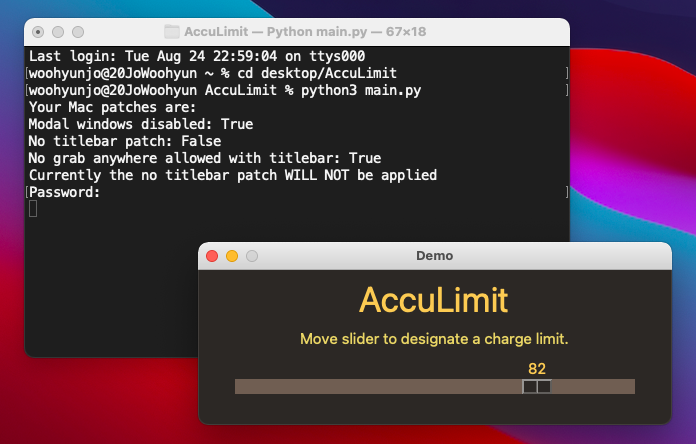 AccuLimit — Python main.py — 67×18
Last login: Tue Aug 24 22:59:04 on ttys000
[woohyunjo@20JoWoohyun ~ % cd desktop/AccuLimit ]
[woohyunjo@20JoWoohyun AccuLimit % python3 main.py ]
Your Mac patches are:
Modal windows disabled: True
No titlebar patch: False
No grab anywhere allowed with titlebar: True
Currently the no titlebar patch WILL NOT be applied
[Password: ]
Demo
AccuLimit
Move slider to designate a charge limit.
82